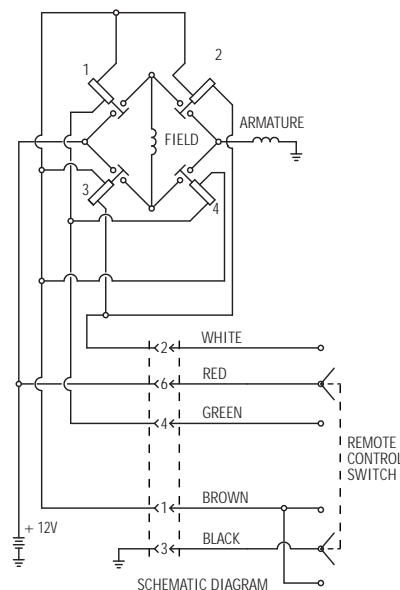 1
2
ARMATURE
FIELD
3
4
2 WHITE
6 RED
4 GREEN
REMOTE
CONTROL
SWITCH
1 BROWN
+ 12V
3 BLACK
SCHEMATIC DIAGRAM